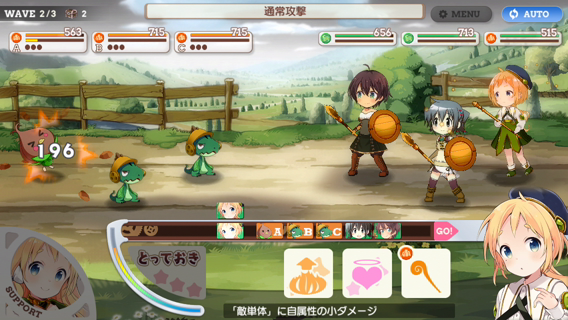 WAVE 2/3 2
通常攻撃
MENU
AUTO
563 715 715
A B C
656 713 515
196
A B C GO!
とっておき
SUPPORT
「敵単体」に自属性の小ダメージ